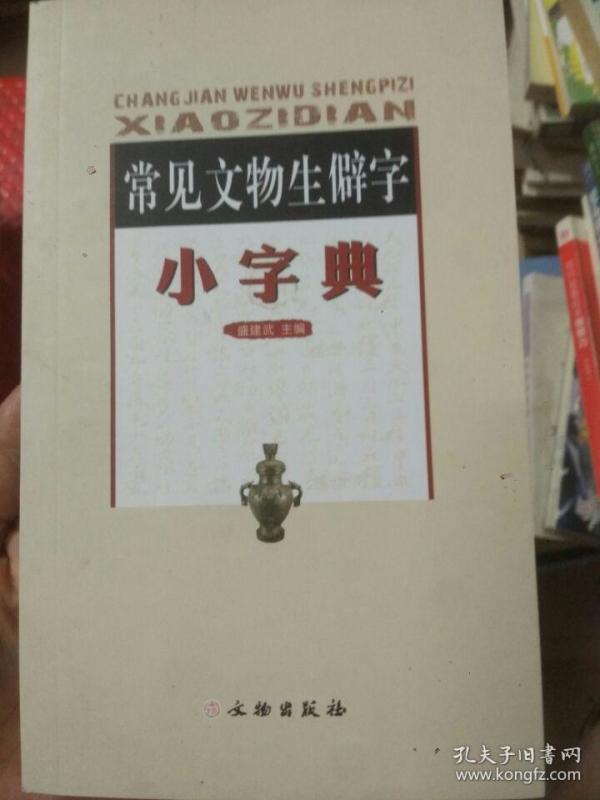 CHANGJIAN WENWU SHENGPIZI
XIAOZIDIAN
常见文物生僻字
小字典
盛建武 主编
文物出版社
孔夫子旧书网
www.kongfz.com